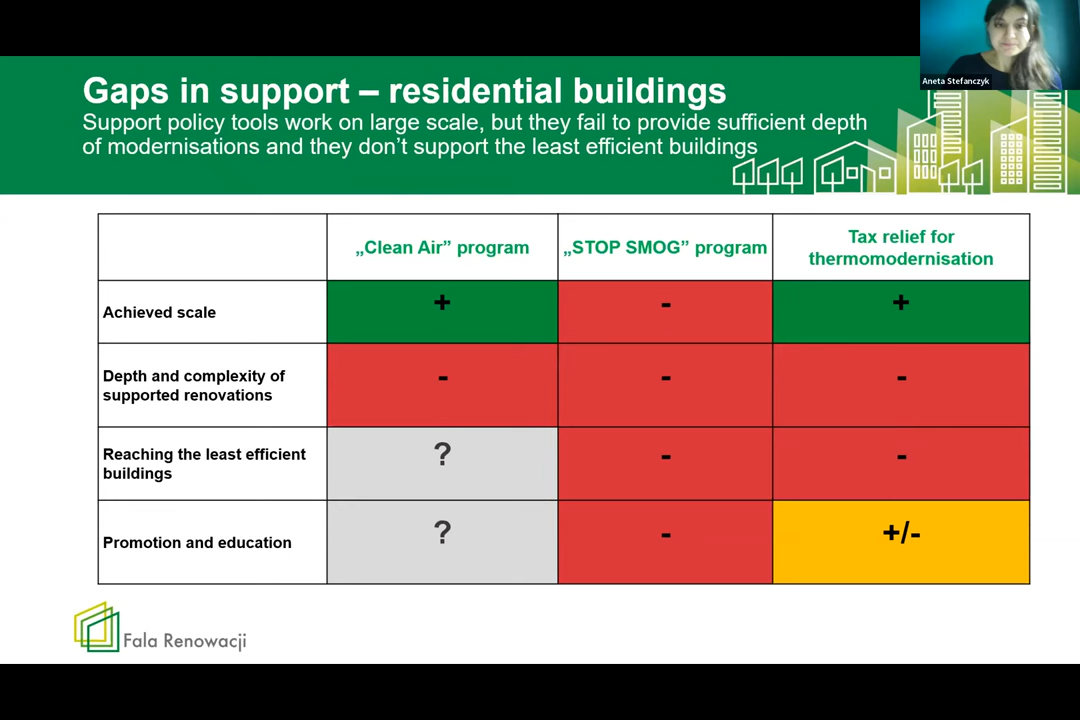 Aneta Stefanczyk
Gaps in support – residential buildings
Support policy tools work on large scale, but they fail to provide sufficient depth
of modernisations and they don’t support the least efficient buildings
„Clean Air” program
„STOP SMOG” program
Tax relief for
thermomodernisation
Achieved scale
+
-
+
Depth and complexity of
supported renovations
-
-
-
Reaching the least efficient
buildings
?
-
-
Promotion and education
?
-
+/-
Fala Renowacji